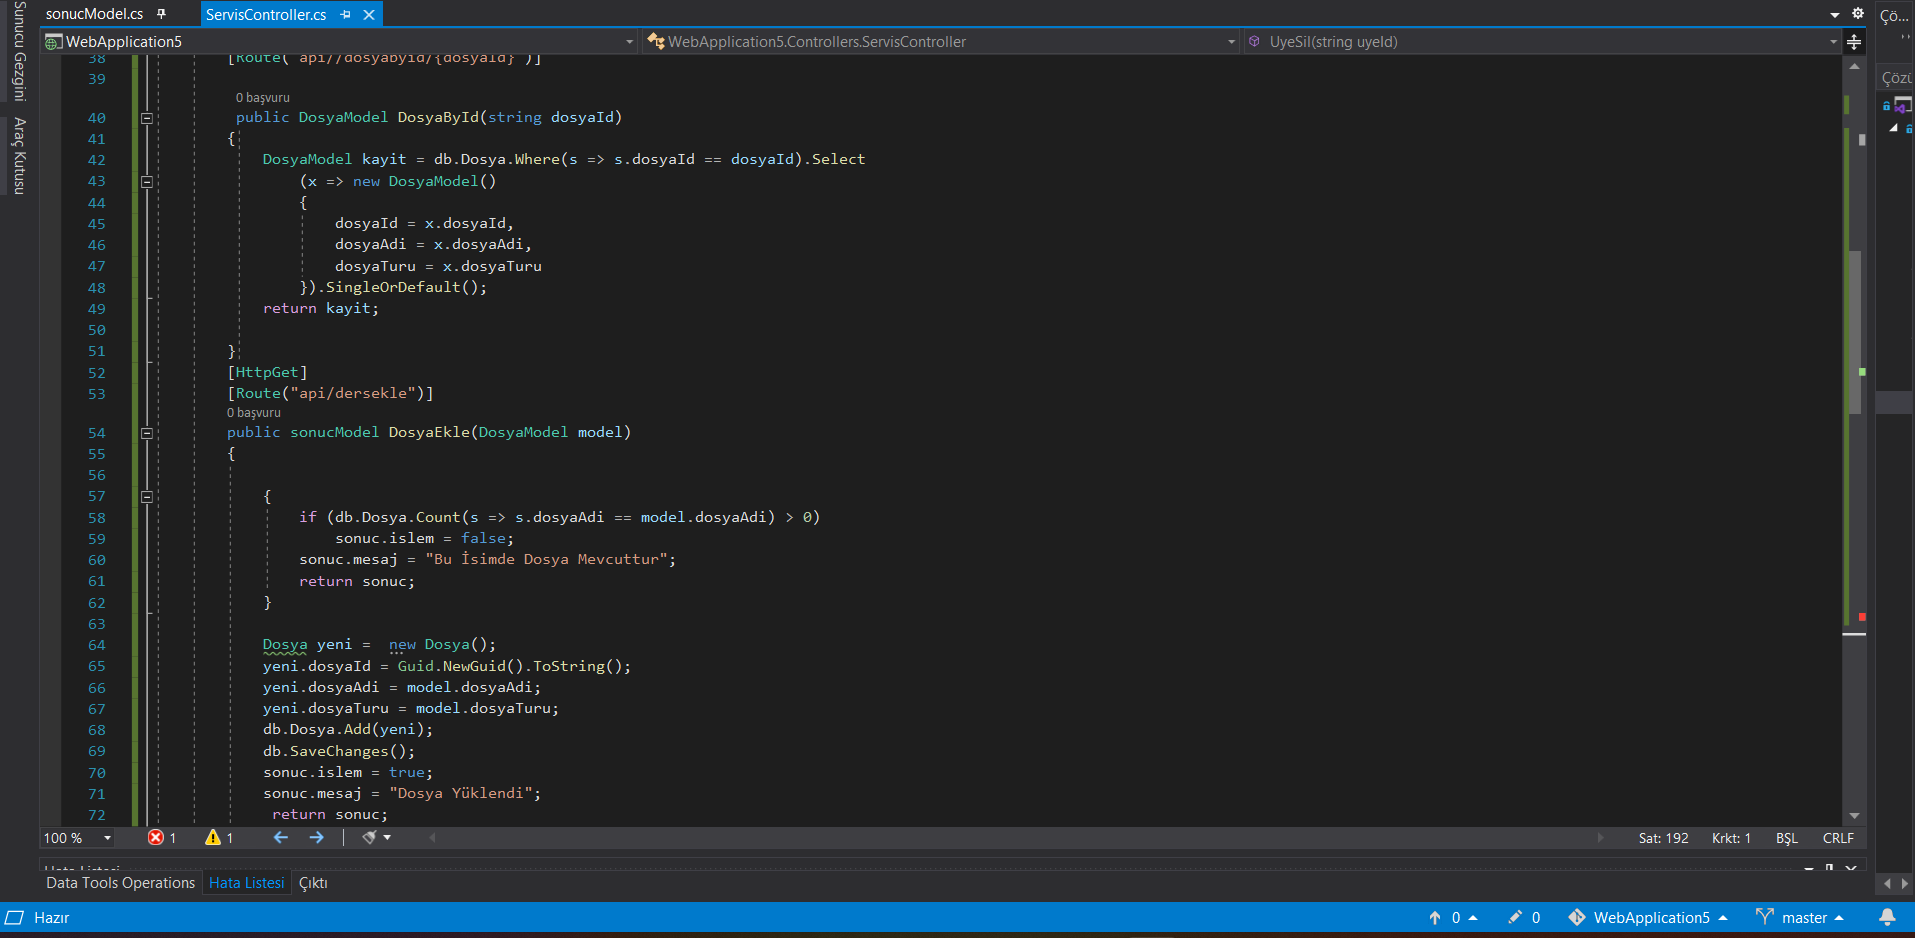 Sunucu Gezgini
Araç Kutusu
sonucModel.cs
ServisController.cs
WebApplication5
WebApplication5.Controllers.ServisController
UyeSil(string uyeId)
Çö...
Çözü
38 [Route("api//dosyabyid/{dosyaId}")]
39
0 başvuru
40 public DosyaModel DosyaById(string dosyaId)
41 {
42 DosyaModel kayit = db.Dosya.Where(s => s.dosyaId == dosyaId).Select
43 (x => new DosyaModel()
44 {
45 dosyaId = x.dosyaId,
46 dosyaAdi = x.dosyaAdi,
47 dosyaTuru = x.dosyaTuru
48 }).SingleOrDefault();
49 return kayit;
50
51 }
52 [HttpGet]
53 [Route("api/dersekle")]
0 başvuru
54 public sonucModel DosyaEkle(DosyaModel model)
55 {
56
57 {
58 if (db.Dosya.Count(s => s.dosyaAdi == model.dosyaAdi) > 0)
59 sonuc.islem = false;
60 sonuc.mesaj = "Bu İsimde Dosya Mevcuttur";
61 return sonuc;
62 }
63
64 Dosya yeni =  new Dosya();
65 yeni.dosyaId = Guid.NewGuid().ToString();
66 yeni.dosyaAdi = model.dosyaAdi;
67 yeni.dosyaTuru = model.dosyaTuru;
68 db.Dosya.Add(yeni);
69 db.SaveChanges();
70 sonuc.islem = true;
71 sonuc.mesaj = "Dosya Yüklendi";
72 return sonuc;
100 %
1
1
Sat: 192
Krkt: 1
BŞL
CRLF
Hata Listesi
Data Tools Operations
Hata Listesi
Çıktı
Hazır
0
0
WebApplication5
master